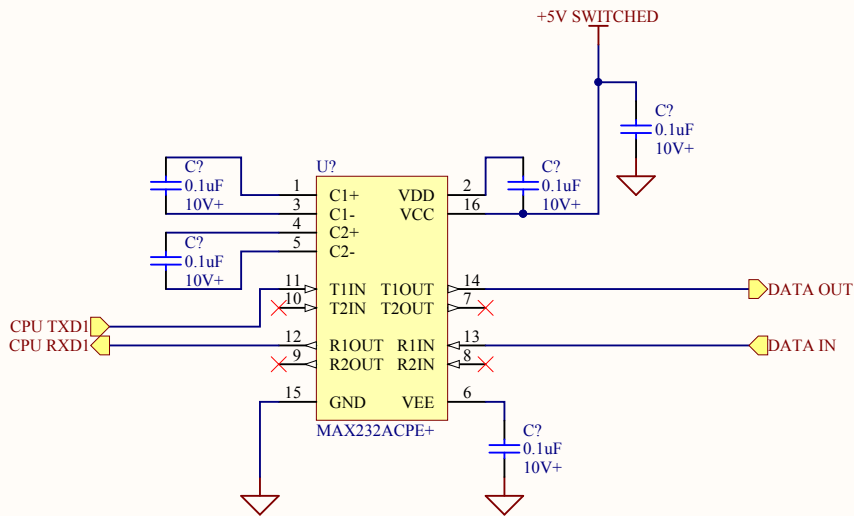 +5V SWITCHED
C?
0.1uF
10V+
U?
C?
0.1uF
10V+
C?
0.1uF
10V+
1 C1+ VDD 2
3 C1- VCC 16
4 C2+
5 C2-
C?
0.1uF
10V+
11 T1IN T1OUT 14
DATA OUT
10 T2IN T2OUT 7
CPU TXD1
CPU RXD1
12 R1OUT R1IN 13
DATA IN
9 R2OUT R2IN 8
15 GND VEE 6
MAX232ACPE+
C?
0.1uF
10V+